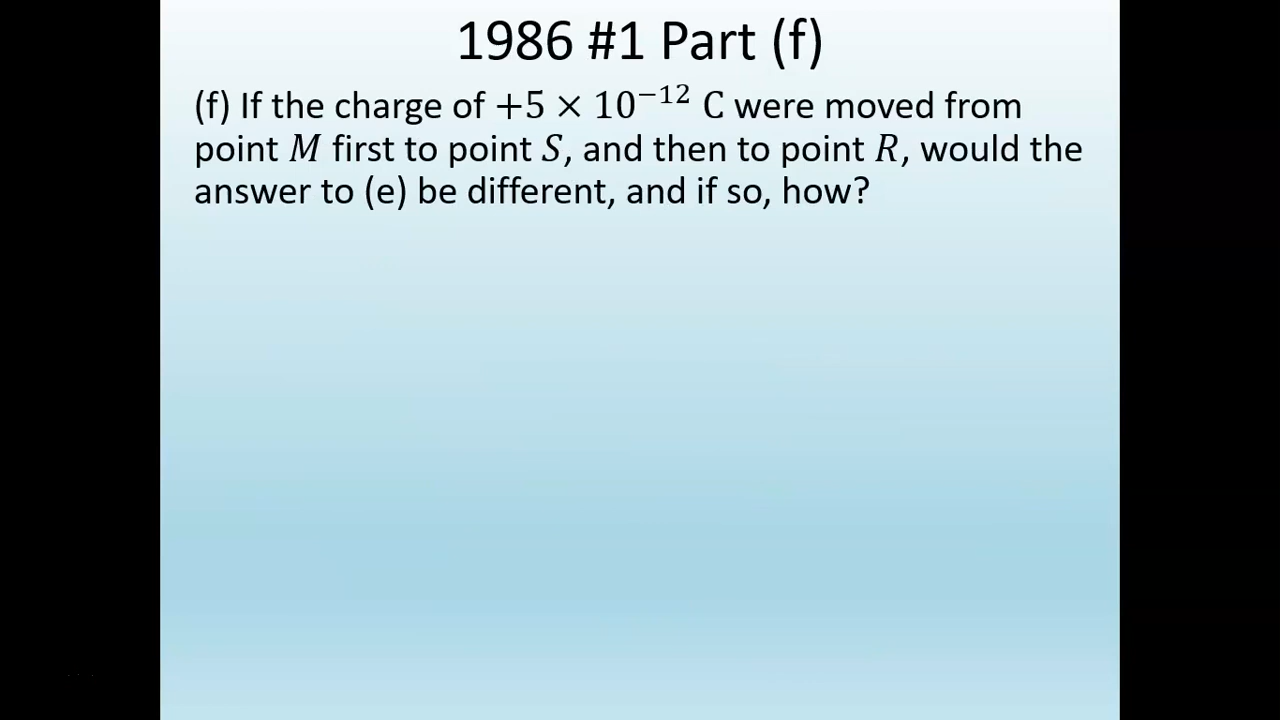 1986 #1 Part (f)
(f) If the charge of +5 × 10⁻¹² C were moved from
point M first to point S, and then to point R, would the
answer to (e) be different, and if so, how?